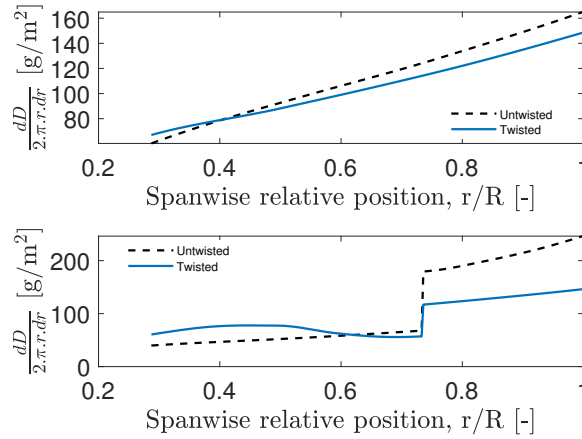 160
140
120
100
80
dD/2.π.r.dr [g/m²]
Untwisted
Twisted
0.2 0.4 0.6 0.8 1
Spanwise relative position, r/R [-]
200
100
0
dD/2.π.r.dr [g/m²]
Untwisted
Twisted
0.2 0.4 0.6 0.8 1
Spanwise relative position, r/R [-]